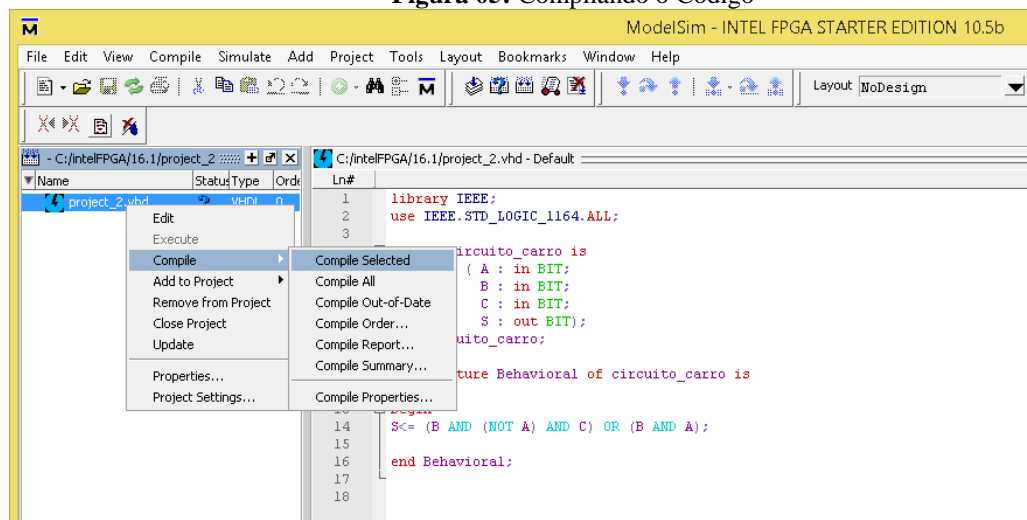 Figura 05: Compilando o Código
ModelSim - INTEL FPGA STARTER EDITION 10.5b
File Edit View Compile Simulate Add Project Tools Layout Bookmarks Window Help
Layout NoDesign
- C:/intelFPGA/16.1/project_2
Name Status Type Orde
project_2.vhd VHDL 0
Edit
Execute
Compile
Add to Project
Remove from Project
Close Project
Update
Properties...
Project Settings...
Compile Selected
Compile All
Compile Out-of-Date
Compile Order...
Compile Report...
Compile Summary...
Compile Properties...
C:/intelFPGA/16.1/project_2.vhd - Default
Ln#
1 library IEEE;
2 use IEEE.STD_LOGIC_1164.ALL;
3
ircuito_carro is
( A : in BIT;
B : in BIT;
C : in BIT;
S : out BIT);
uito_carro;
ture Behavioral of circuito_carro is
13 begin
14 S<= (B AND (NOT A) AND C) OR (B AND A);
15
16 end Behavioral;
17
18